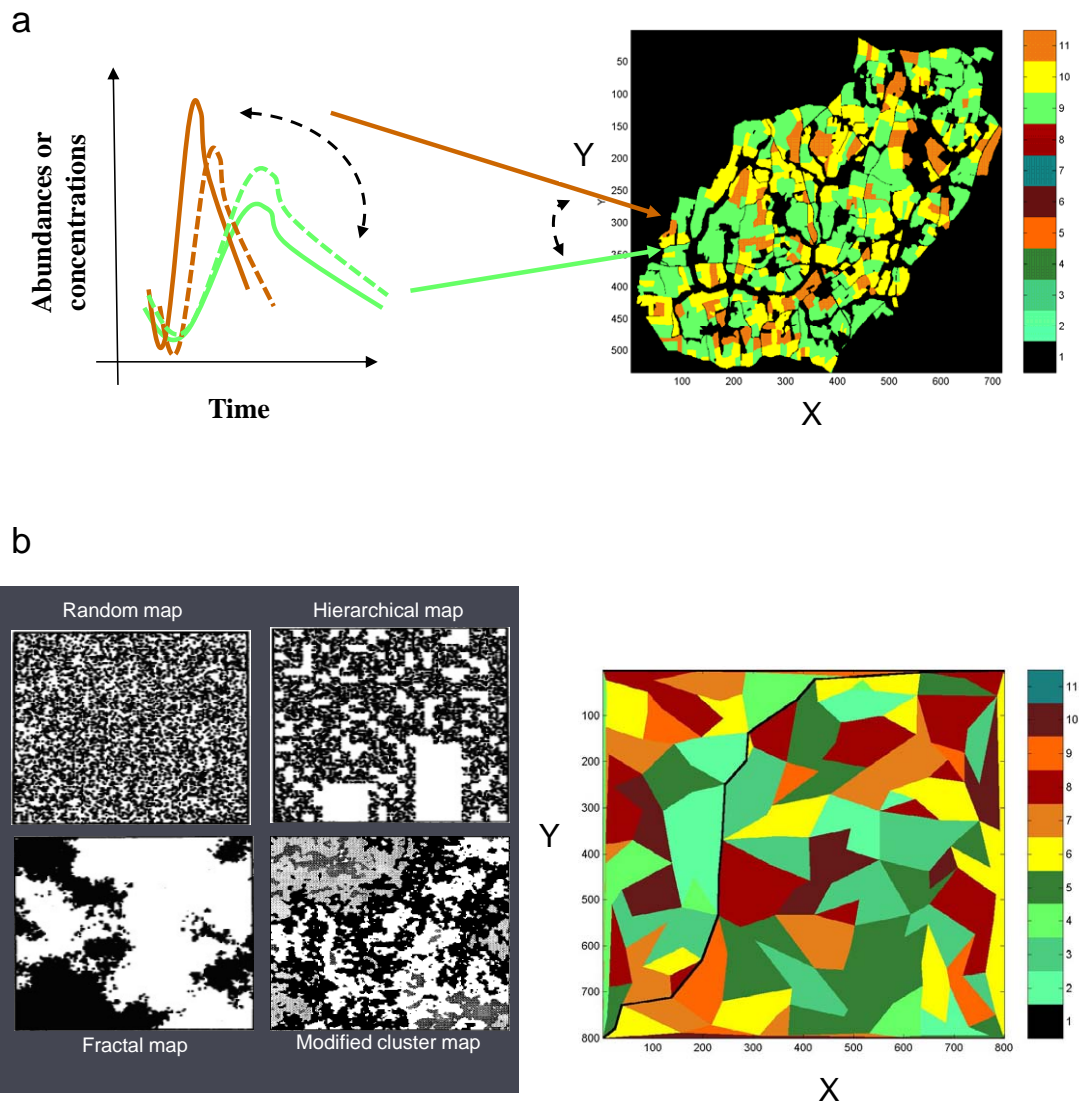 a
Abundances or
concentrations
Time
Y
Y
50
100
150
200
250
300
350
400
450
500
100 200 300 400 500 600 700
X
11
10
9
8
7
6
5
4
3
2
1
b
Random map
Hierarchical map
Fractal map
Modified cluster map
Y
100
200
300
400
500
600
700
800
100 200 300 400 500 600 700 800
X
11
10
9
8
7
6
5
4
3
2
1